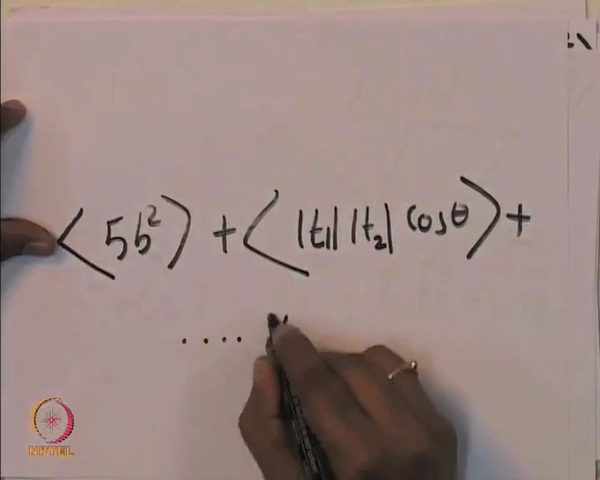 ⟨5b²⟩ + ⟨|t₁| |t₂| cosθ⟩ +
. . . .
NPTEL